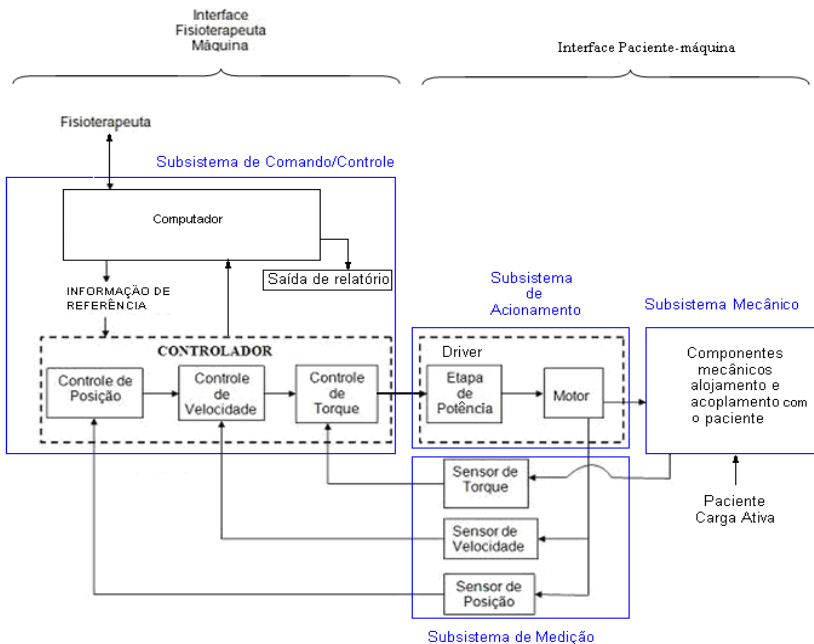 Interface
Fisioterapeuta
Máquina
Interface Paciente-máquina
Fisioterapeuta
Subsistema de Comando/Controle
Computador
Saída de relatório
INFORMAÇÃO DE
REFERÊNCIA
CONTROLADOR
Controle de
Posição
Controle
de
Velocidade
Controle
de
Torque
Subsistema
de
Acionamento
Driver
Etapa
de
Potência
Motor
Subsistema Mecânico
Componentes
mecânicos
alojamento e
acoplamento com
o paciente
Paciente
Carga Ativa
Sensor de
Torque
Sensor de
Velocidade
Sensor de
Posição
Subsistema de Medição